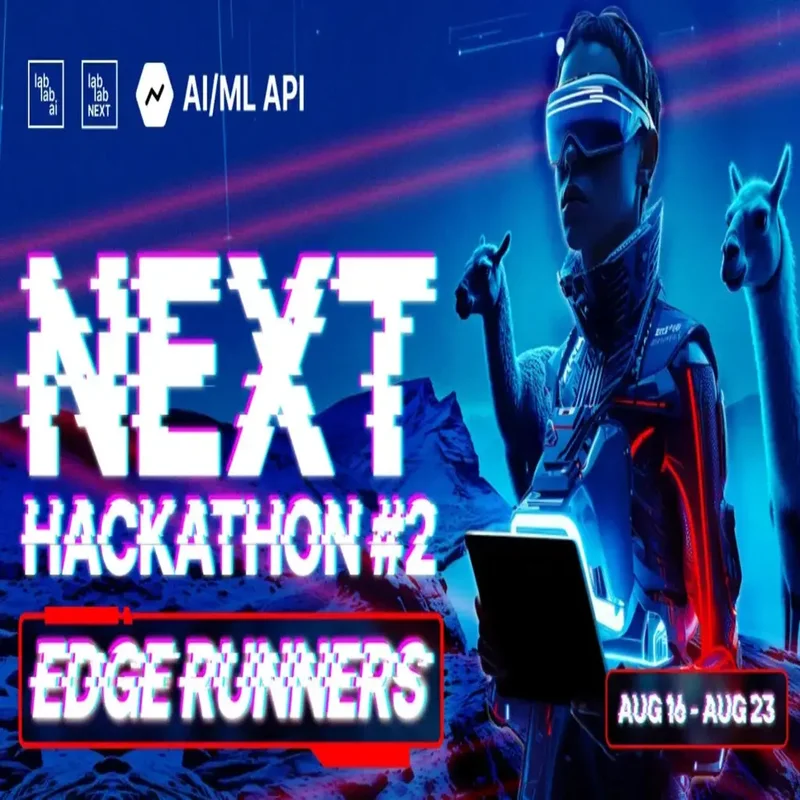 lab
lab
ai
lab
lab
NEXT
AI/ML API
NEXT
HACKATHON #2
EDGE RUNNERS
AUG 16 - AUG 23